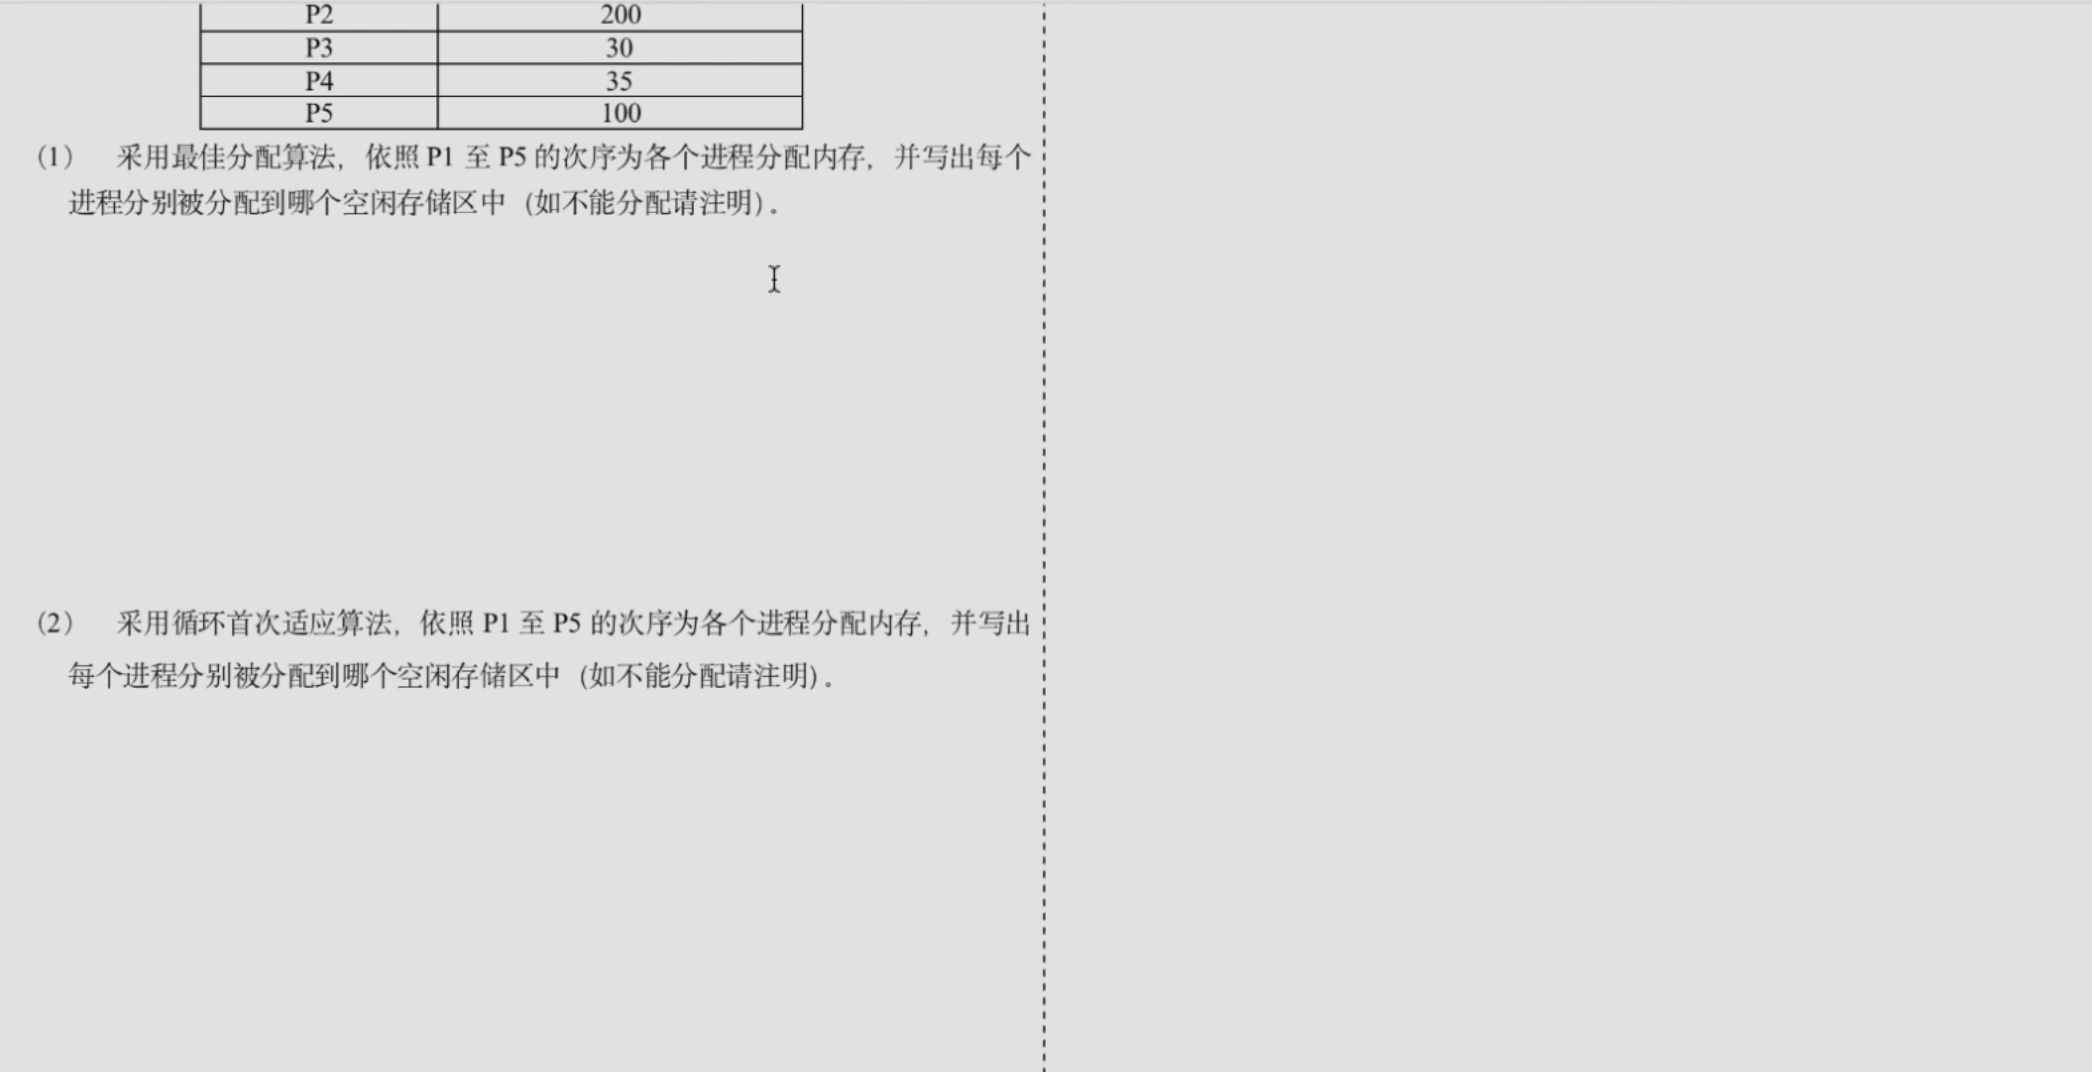 P2 200
P3 30
P4 35
P5 100
(1) 采用最佳分配算法，依照 P1 至 P5 的次序为各个进程分配内存，并写出每个
进程分别被分配到哪个空闲存储区中（如不能分配请注明）。
(2) 采用循环首次适应算法，依照 P1 至 P5 的次序为各个进程分配内存，并写出
每个进程分别被分配到哪个空闲存储区中（如不能分配请注明）。